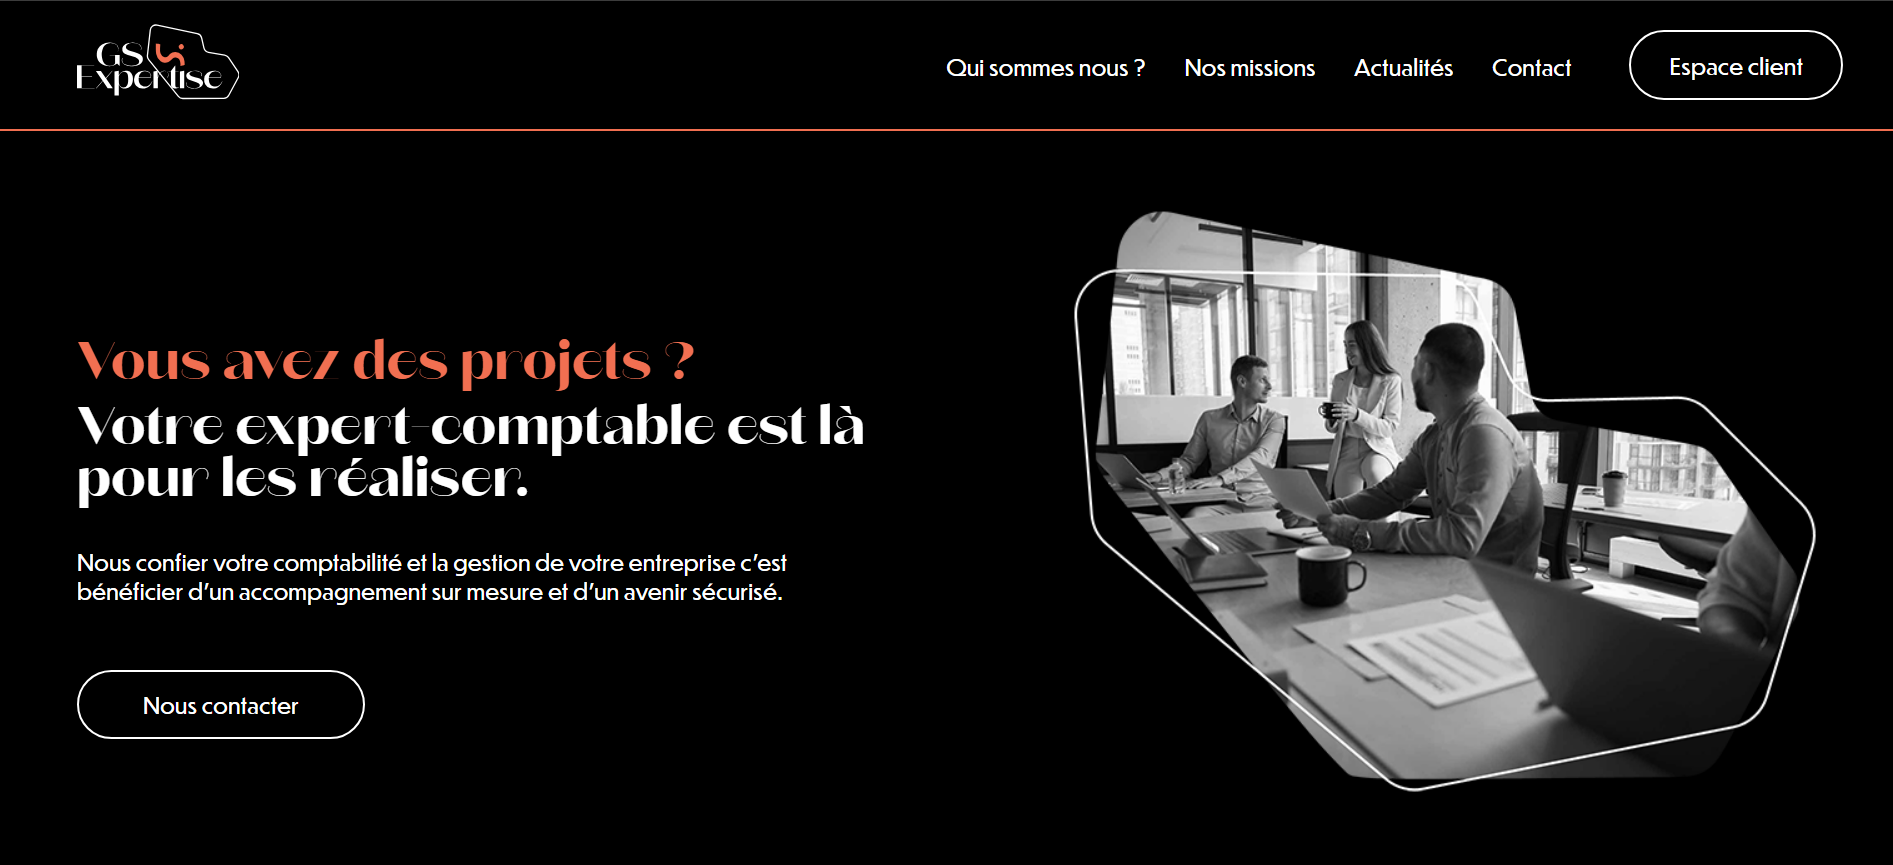 GS
Expertise
Qui sommes nous ?
Nos missions
Actualités
Contact
Espace client
Vous avez des projets ?
Votre expert-comptable est là
pour les réaliser.
Nous confier votre comptabilité et la gestion de votre entreprise c’est
bénéficier d’un accompagnement sur mesure et d’un avenir sécurisé.
Nous contacter